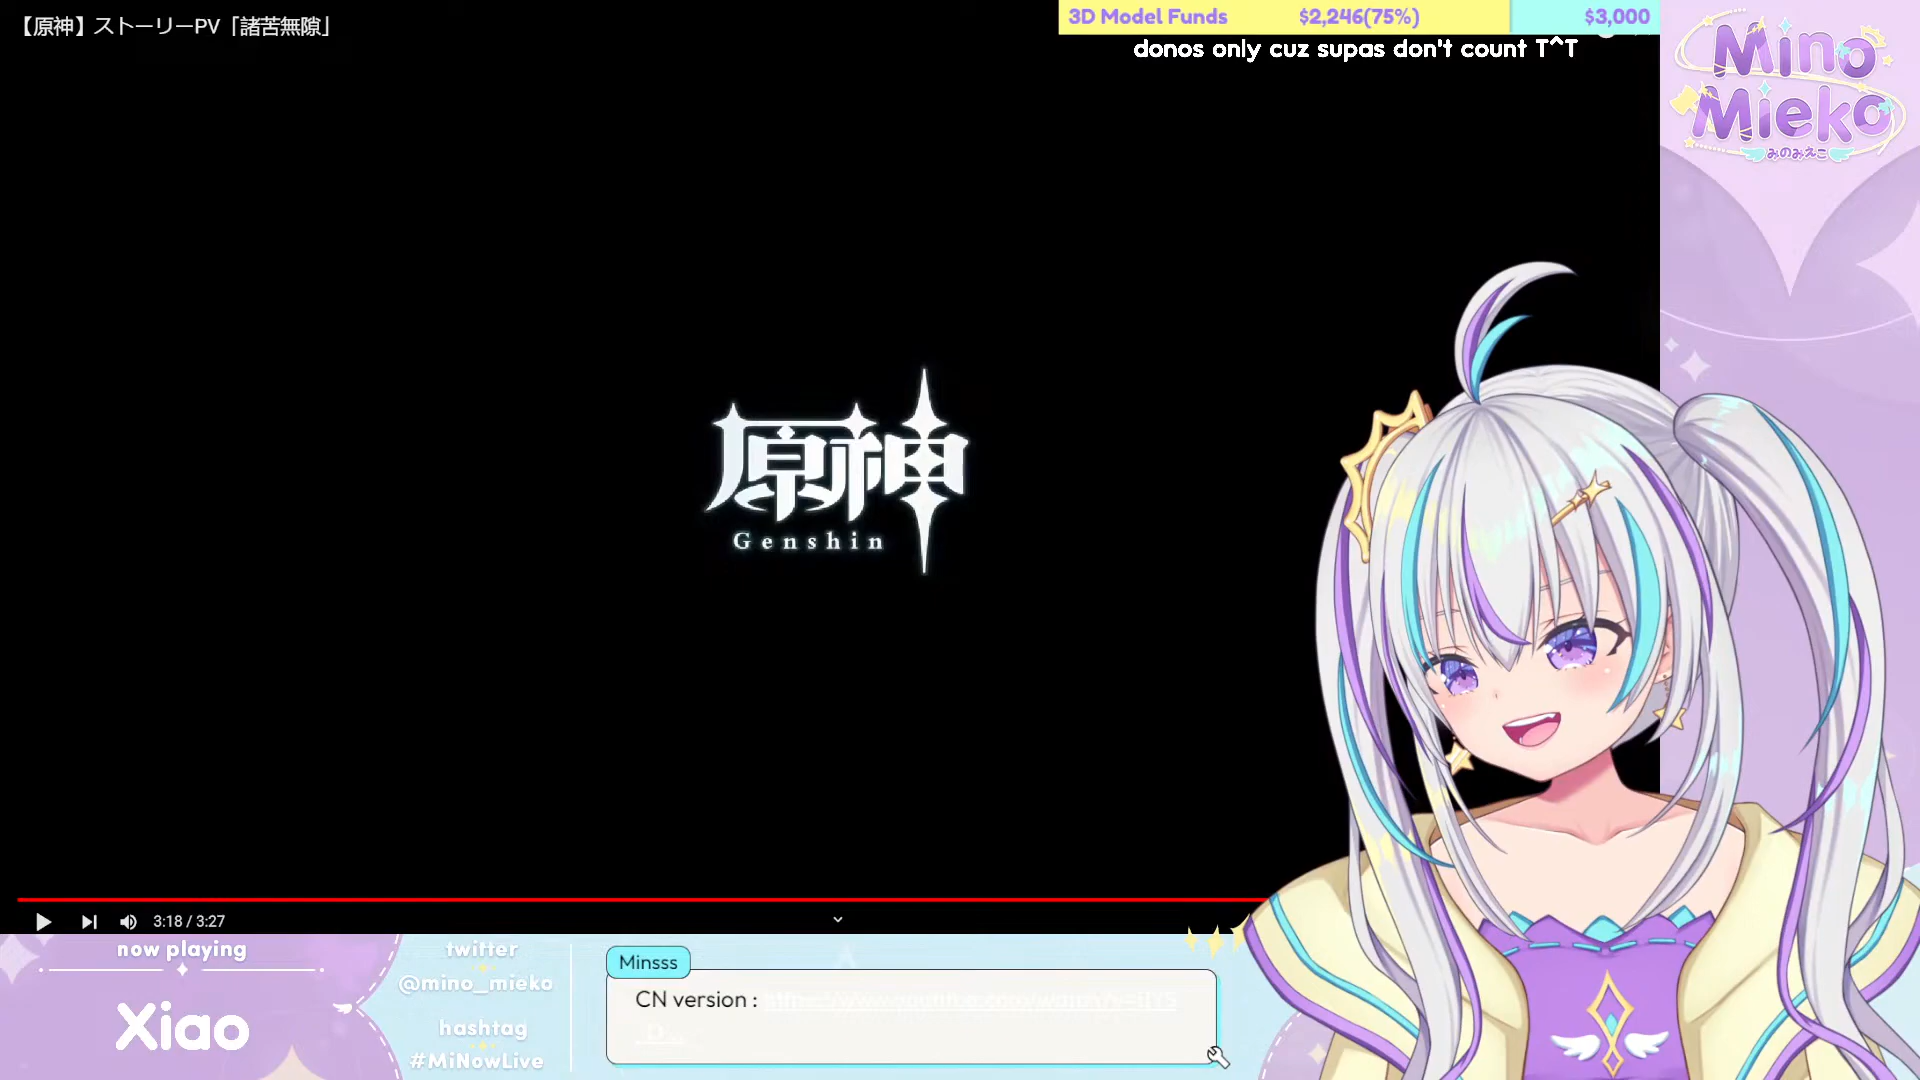 【原神】ストーリーPV「諸苦無隙」
3D Model Funds $2,246(75%) $3,000
donos only cuz supas don't count T^T
Mino
Mieko
みのみえこ
原神
Genshin
3:18 / 3:27
now playing
Xiao
twitter
@mino_mieko
hashtag
#MiNowLive
Minsss
CN version :